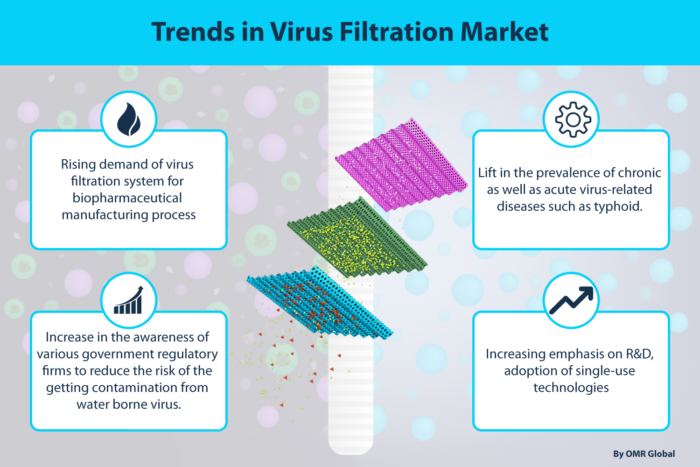 Trends in Virus Filtration Market
Rising demand of virus
filtration system for
biopharmaceutical
manufacturing process
Lift in the prevalence of chronic
as well as acute virus-related
diseases such as typhoid.
Increase in the awareness of
various government regulatory
firms to reduce the risk of the
getting contamination from
water borne virus.
Increasing emphasis on R&D,
adoption of single-use
technologies
By OMR Global